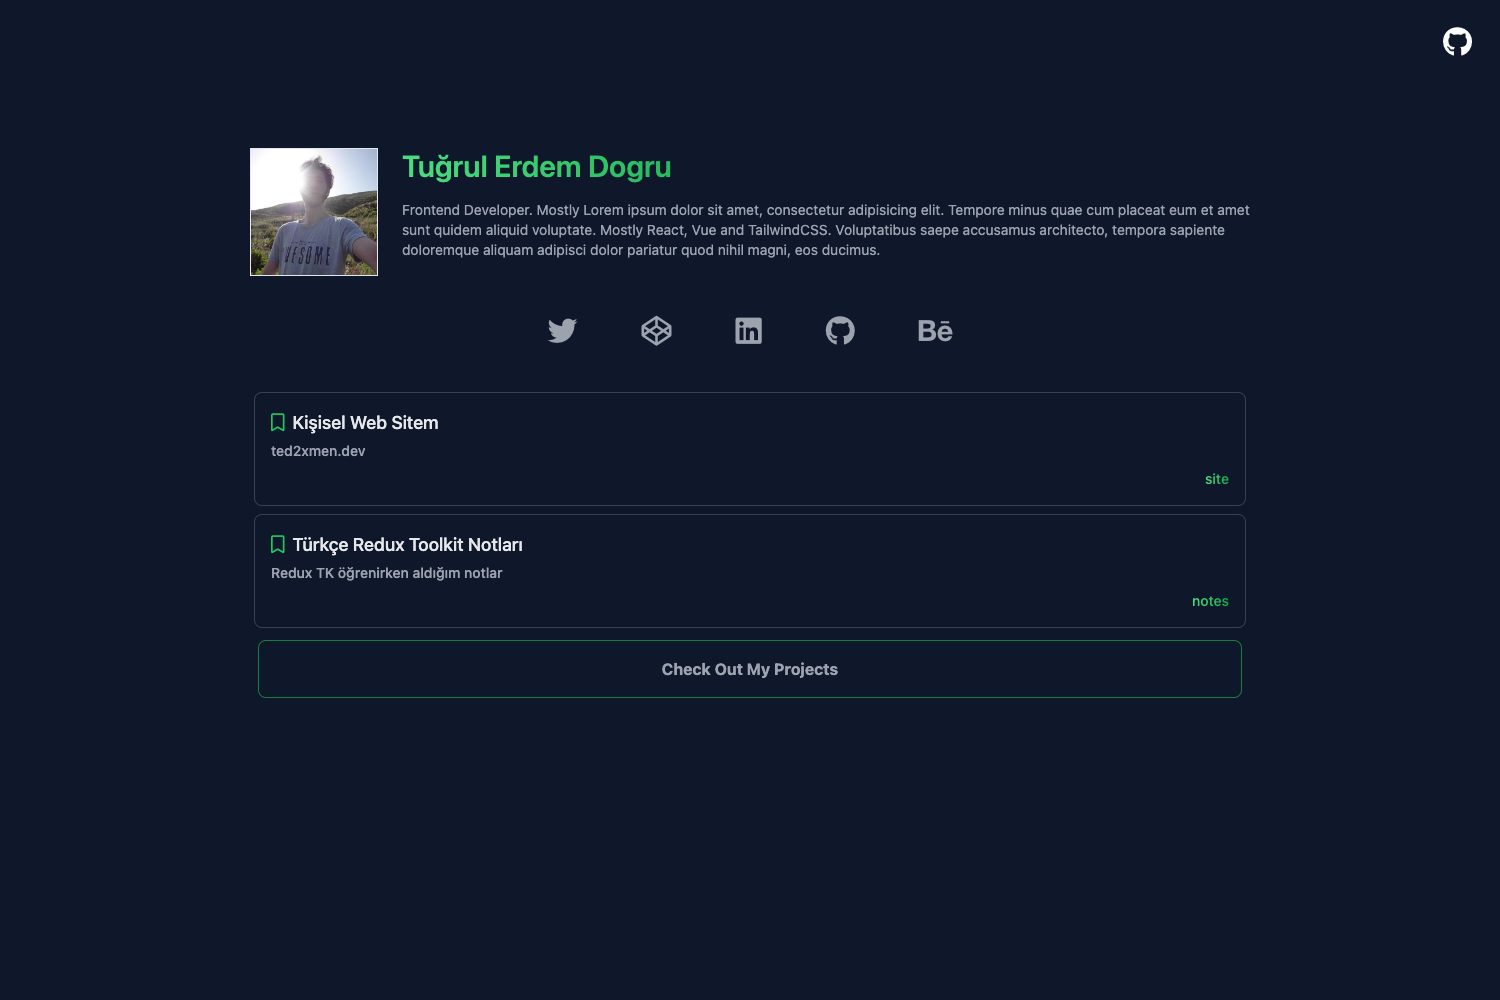 Tuğrul Erdem Dogru
Frontend Developer. Mostly Lorem ipsum dolor sit amet, consectetur adipisicing elit. Tempore minus quae cum placeat eum et amet
sunt quidem aliquid voluptate. Mostly React, Vue and TailwindCSS. Voluptatibus saepe accusamus architecto, tempora sapiente
doloremque aliquam adipisci dolor pariatur quod nihil magni, eos ducimus.
Bē
Kişisel Web Sitem
ted2xmen.dev
site
Türkçe Redux Toolkit Notları
Redux TK öğrenirken aldığım notlar
notes
Check Out My Projects